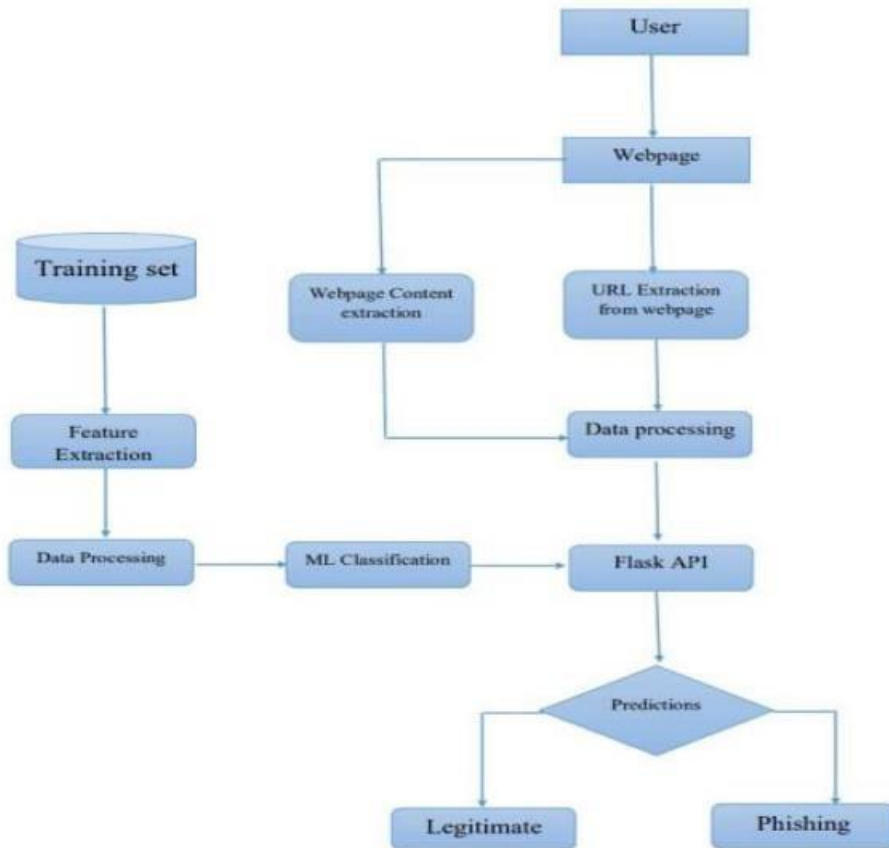 User
Webpage
Training set
Webpage Content
extraction
URL Extraction
from webpage
Feature
Extraction
Data processing
Data Processing
ML Classification
Flask API
Predictions
Legitimate
Phishing